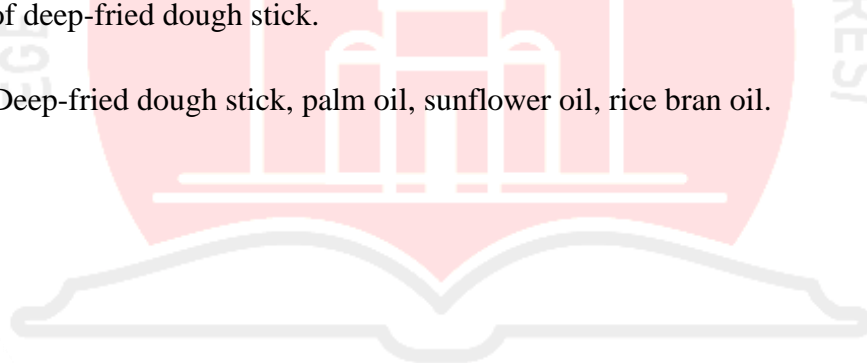 of deep-fried dough stick.
Deep-fried dough stick, palm oil, sunflower oil, rice bran oil.